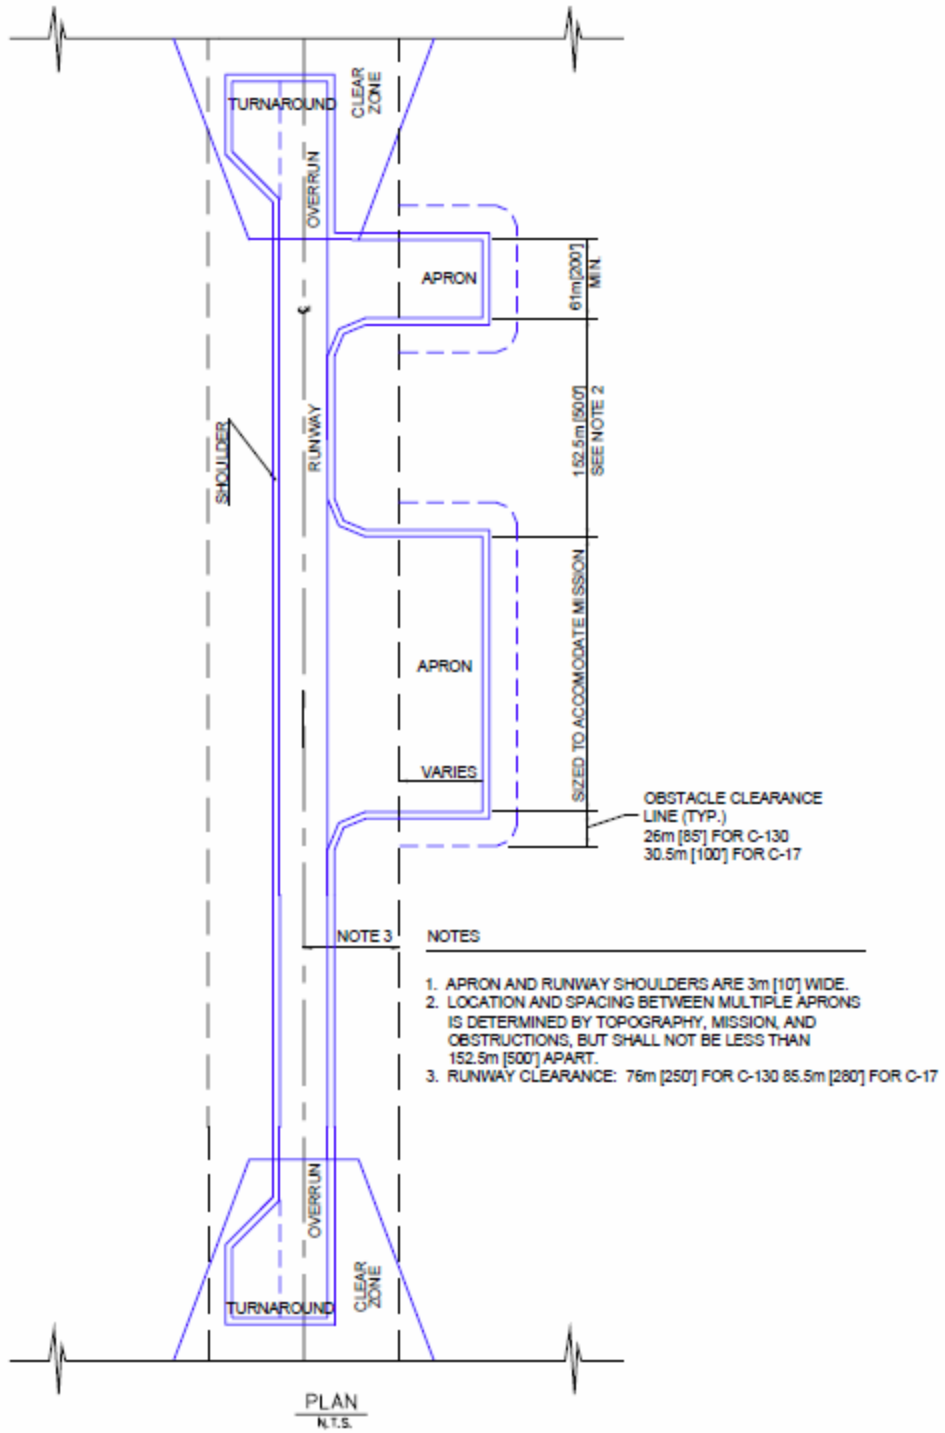 TURNAROUND
CLEAR
ZONE
OVERRUN
APRON
61m[200']
MIN.
℄
RUNWAY
SHOULDER
152.5m [500']
SEE NOTE 2
APRON
SIZED TO ACCOMODATE MISSION
VARIES
OBSTACLE CLEARANCE
LINE (TYP.)
26m [85'] FOR C-130
30.5m [100'] FOR C-17
NOTE 3
NOTES
1. APRON AND RUNWAY SHOULDERS ARE 3m [10'] WIDE.
2. LOCATION AND SPACING BETWEEN MULTIPLE APRONS
IS DETERMINED BY TOPOGRAPHY, MISSION, AND
OBSTRUCTIONS, BUT SHALL NOT BE LESS THAN
152.5m [500'] APART.
3. RUNWAY CLEARANCE: 76m [250'] FOR C-130 85.5m [280'] FOR C-17
OVERRUN
CLEAR
ZONE
TURNAROUND
PLAN
N.T.S.